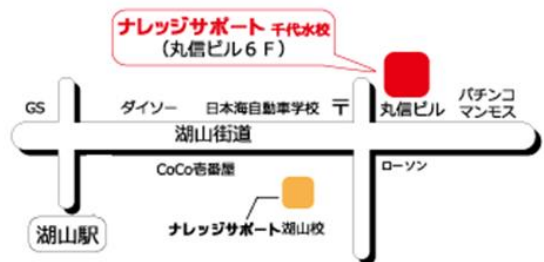 ナレッジサポート 千代水校
(丸信ビル6F)
GS
ダイソー
日本海自動車学校
〒
丸信ビル
パチンコ
マンモス
湖山街道
CoCo壱番屋
ローソン
湖山駅
ナレッジサポート湖山校